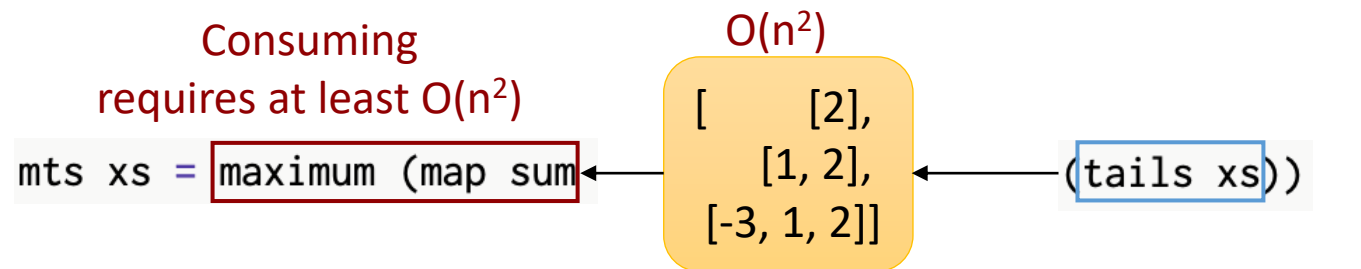 Consuming
requires at least O(n²)
O(n²)
mts xs = maximum (map sum
[ [2],
[1, 2],
[-3, 1, 2]]
(tails xs))